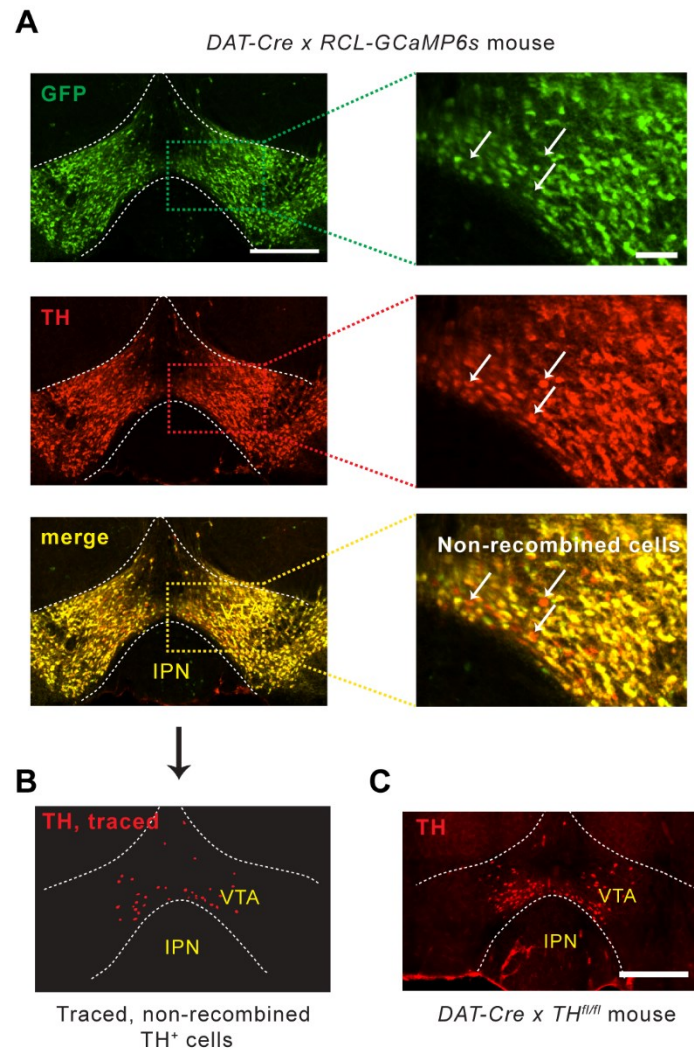 A
DAT-Cre x RCL-GCaMP6s mouse
GFP
TH
merge
Non-recombined cells
IPN
B
TH, traced
VTA
IPN
Traced, non-recombined
TH+ cells
C
TH
VTA
IPN
DAT-Cre x THfl/fl mouse